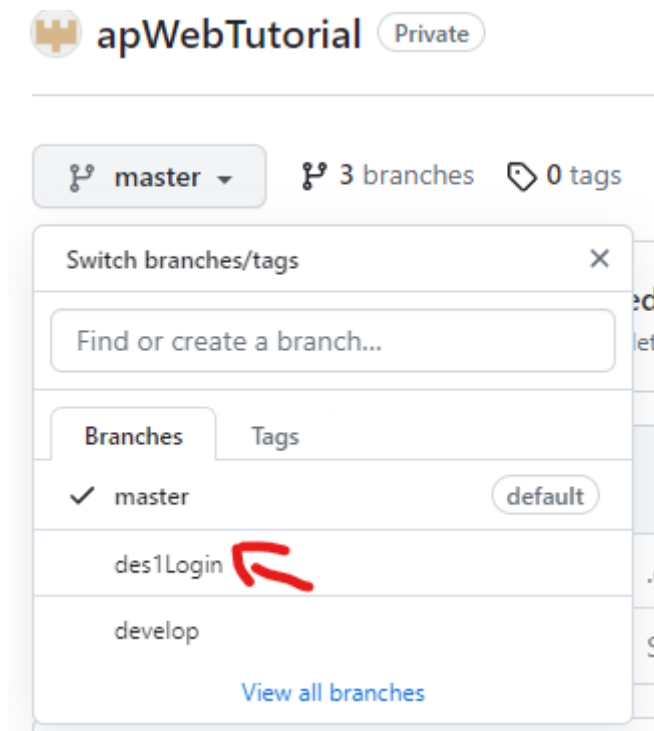 apWebTutorial Private
master 3 branches 0 tags
Switch branches/tags
Find or create a branch...
Branches Tags
master default
des1Login
develop
View all branches